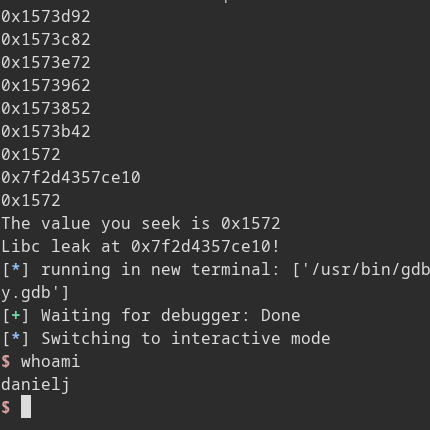 0x1573d92
0x1573c82
0x1573e72
0x1573962
0x1573852
0x1573b42
0x1572
0x7f2d4357ce10
0x1572
The value you seek is 0x1572
Libc leak at 0x7f2d4357ce10!
[*] running in new terminal: ['/usr/bin/gdb
y.gdb']
[+] Waiting for debugger: Done
[*] Switching to interactive mode
$ whoami
danielj
$